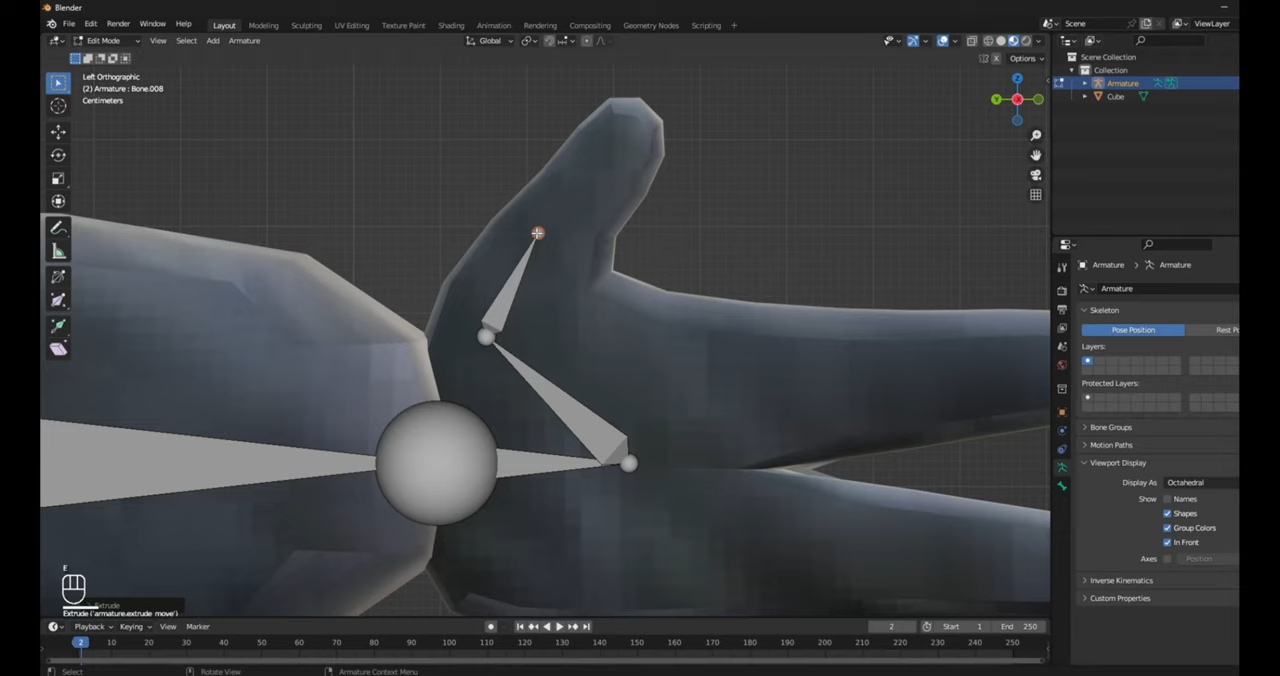 Blender
File Edit Render Window Help Layout Modeling Sculpting UV Editing Texture Paint Shading Animation Rendering Compositing Geometry Nodes Scripting + Scene ViewLayer
Edit Mode View Select Add Armature Global
Options
Left Orthographic
(2) Armature : Bone.008
Centimeters
Z
Y
X
Scene Collection
Collection
Armature
Cube
Armature > Armature
Armature
Skeleton
Pose Position Rest Po
Layers:
Protected Layers:
Bone Groups
Motion Paths
Viewport Display
Display As Octahedral
Show Names
Shapes
Group Colors
In Front
Axes Position
Inverse Kinematics
Custom Properties
E
Extrude
Extrude ('armature.extrude_move')
Playback Keying View Marker 2 Start 1 End 250
2 10 20 30 40 50 60 70 80 90 100 110 120 130 140 150 160 170 180 190 200 210 220 230 240 250
Select Rotate View Armature Context Menu